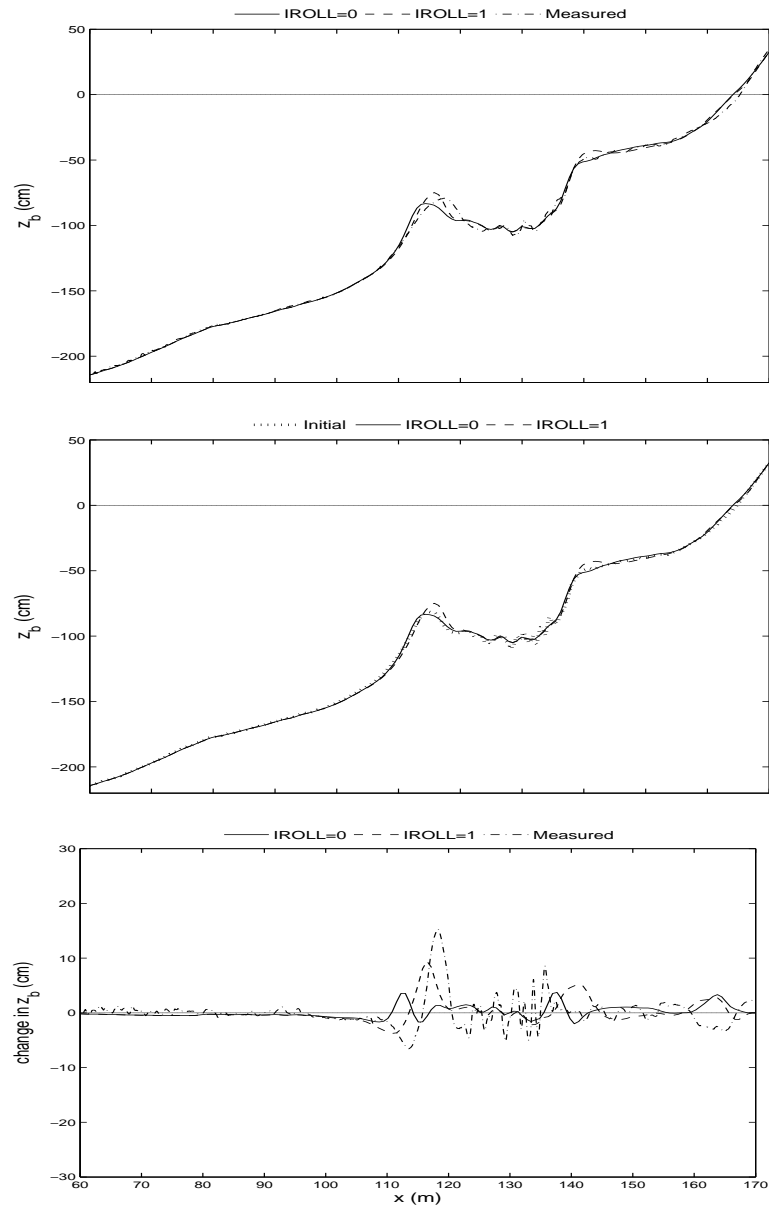 IROLL=0 IROLL=1 Measured
50
0
−50
−100
−150
−200
z_b (cm)
Initial IROLL=0 IROLL=1
50
0
−50
−100
−150
−200
z_b (cm)
IROLL=0 IROLL=1 Measured
30
20
10
0
−10
−20
−30
change in z_b (cm)
60 70 80 90 100 110 120 130 140 150 160 170
x (m)